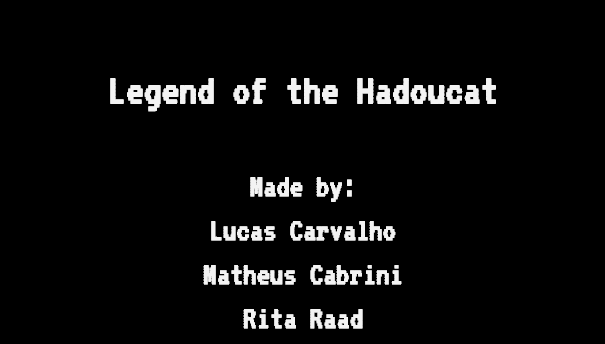 Legend of the Hadoucat
Made by:
Lucas Carvalho
Matheus Cabrini
Rita Raad